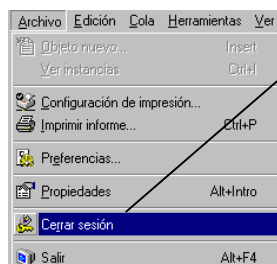 Archivo Edición Cola Herramientas Ver
Objeto nuevo... Insert
Ver instancias Ctrl+I
Configuración de impresión...
Imprimir informe... Ctrl+P
Preferencias...
Propiedades Alt+Intro
Cerrar sesión
Salir Alt+F4